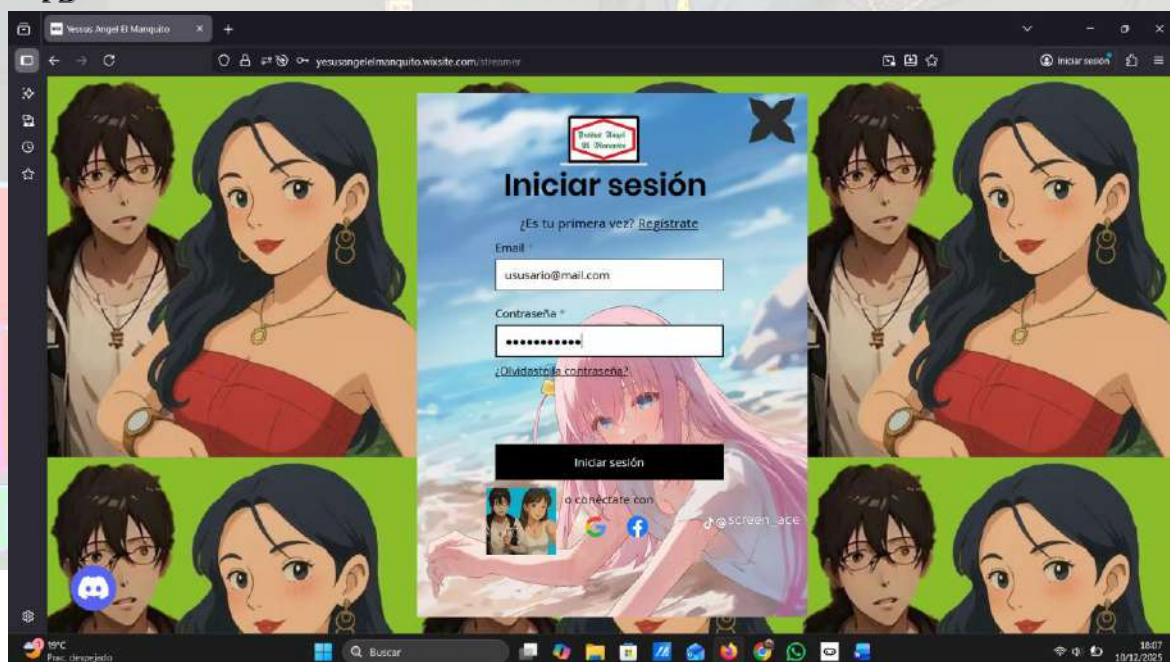 Yessus Angel El Manquito
yesusangelelmanquito.wixsite.com/streamer
Iniciar sesión
Iniciar sesión
¿Es tu primera vez? Regístrate
Email *
ususario@mail.com
Contraseña *
¿Olvidaste la contraseña?
Iniciar sesión
o conéctate con
@screen_ace
19°C
Prac. despejado
Buscar
18:07
10/12/2025